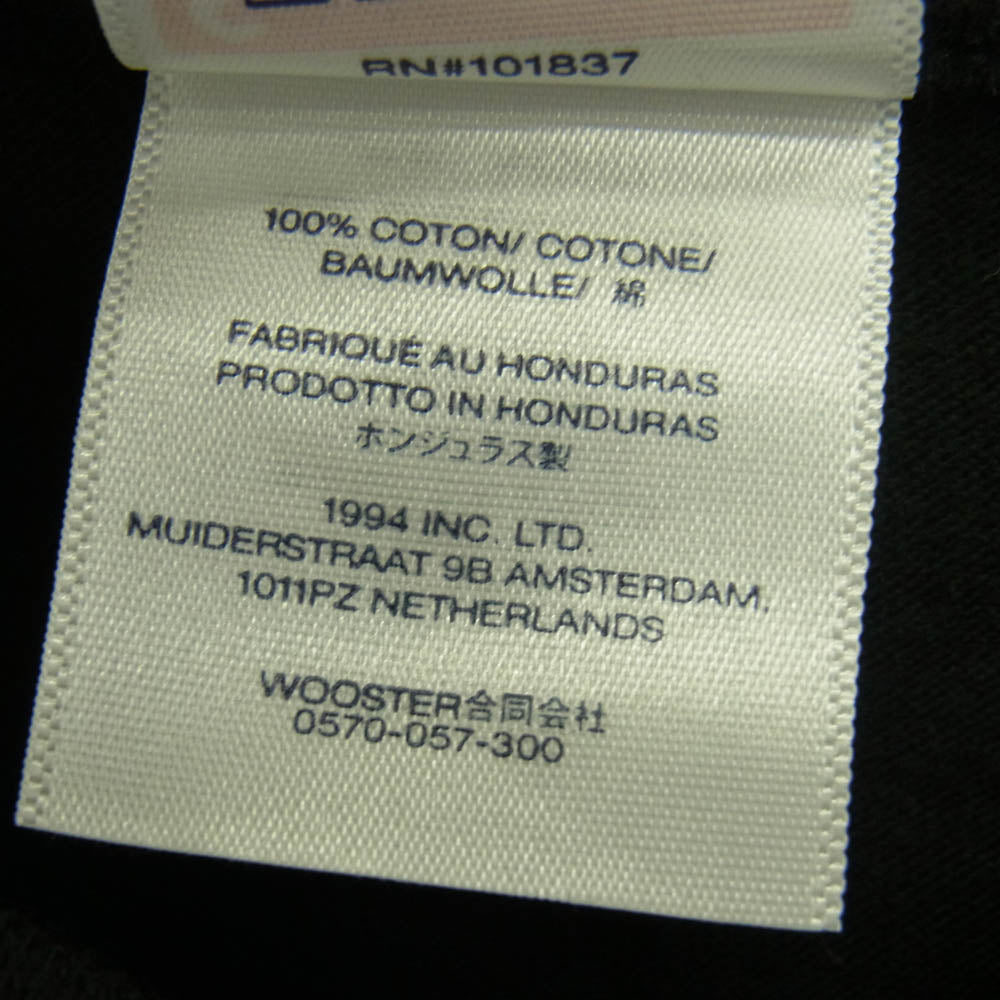 RN#101837
100% COTON/ COTONE/
BAUMWOLLE/ 綿
FABRIQUÉ AU HONDURAS
PRODOTTO IN HONDURAS
ホンジュラス製
1994 INC. LTD.
MUIDERSTRAAT 9B AMSTERDAM,
1011PZ NETHERLANDS
WOOSTER合同会社
0570-057-300